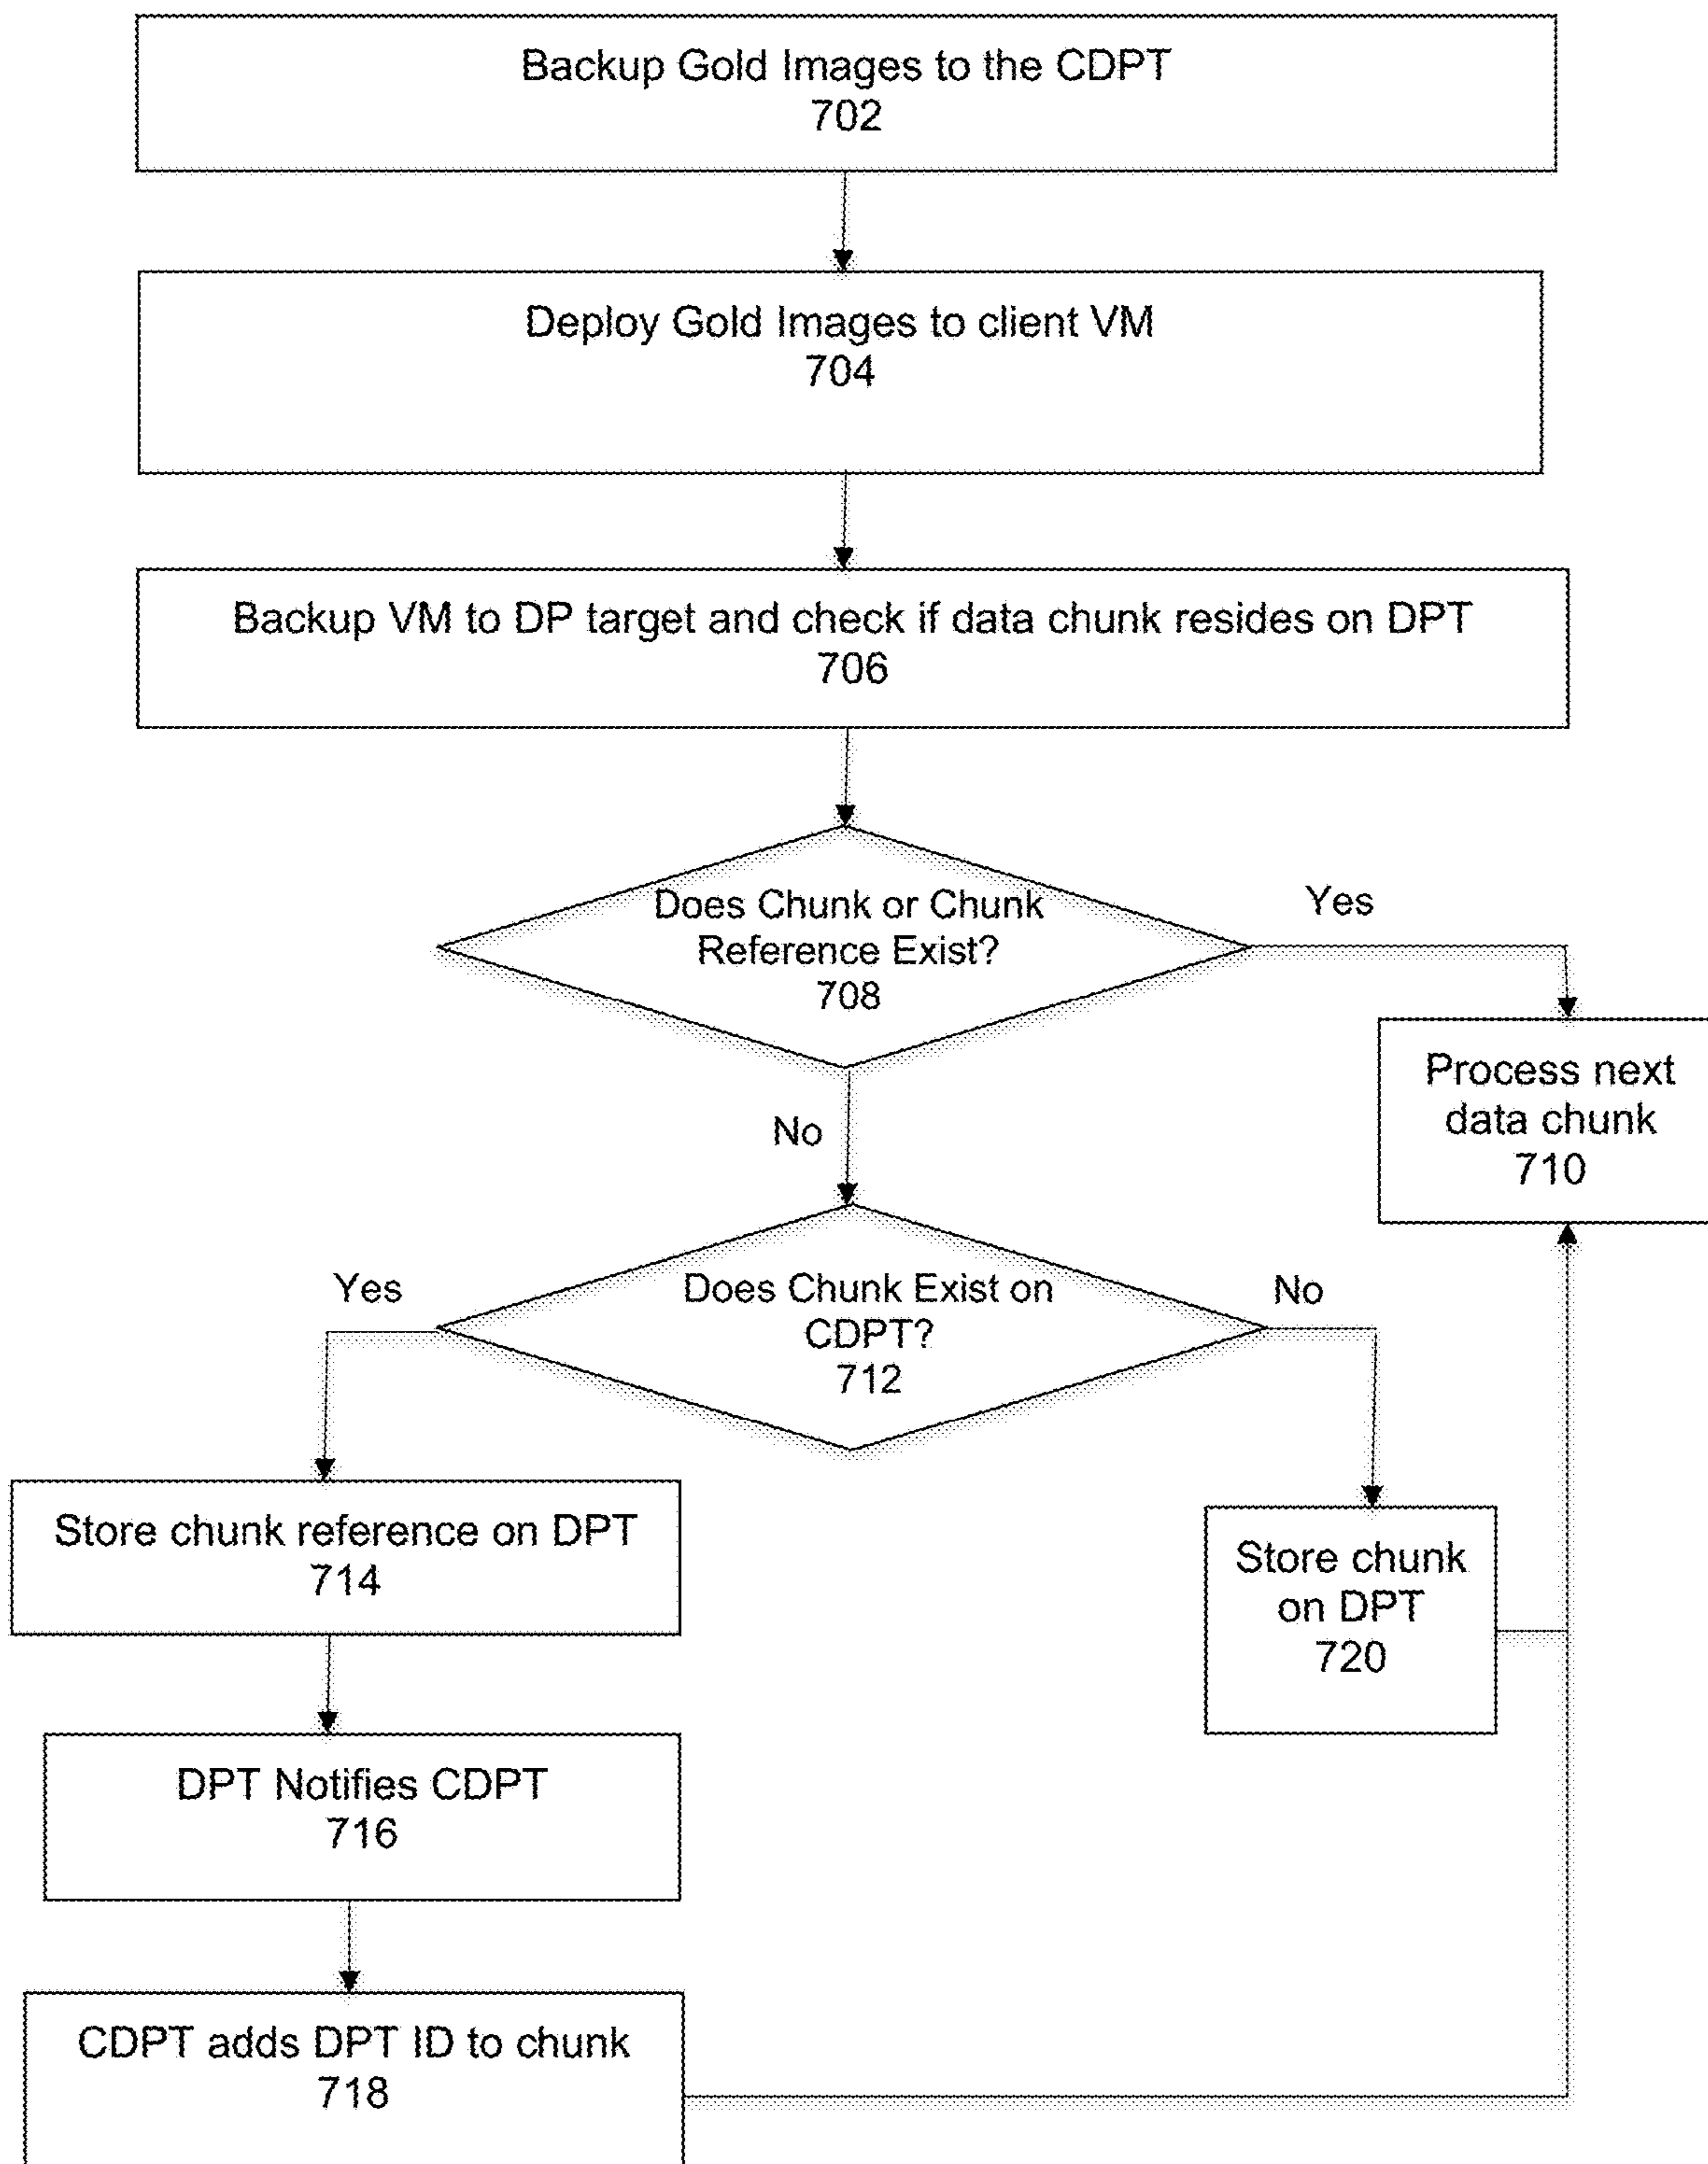 Backup Gold Images to the CDPT
702
Deploy Gold Images to client VM
704
Backup VM to DP target and check if data chunk resides on DPT
706
Does Chunk or Chunk
Reference Exist?
708
Yes
Process next
data chunk
710
No
Does Chunk Exist on
CDPT?
712
Yes
No
Store chunk reference on DPT
714
Store chunk
on DPT
720
DPT Notifies CDPT
716
CDPT adds DPT ID to chunk
718